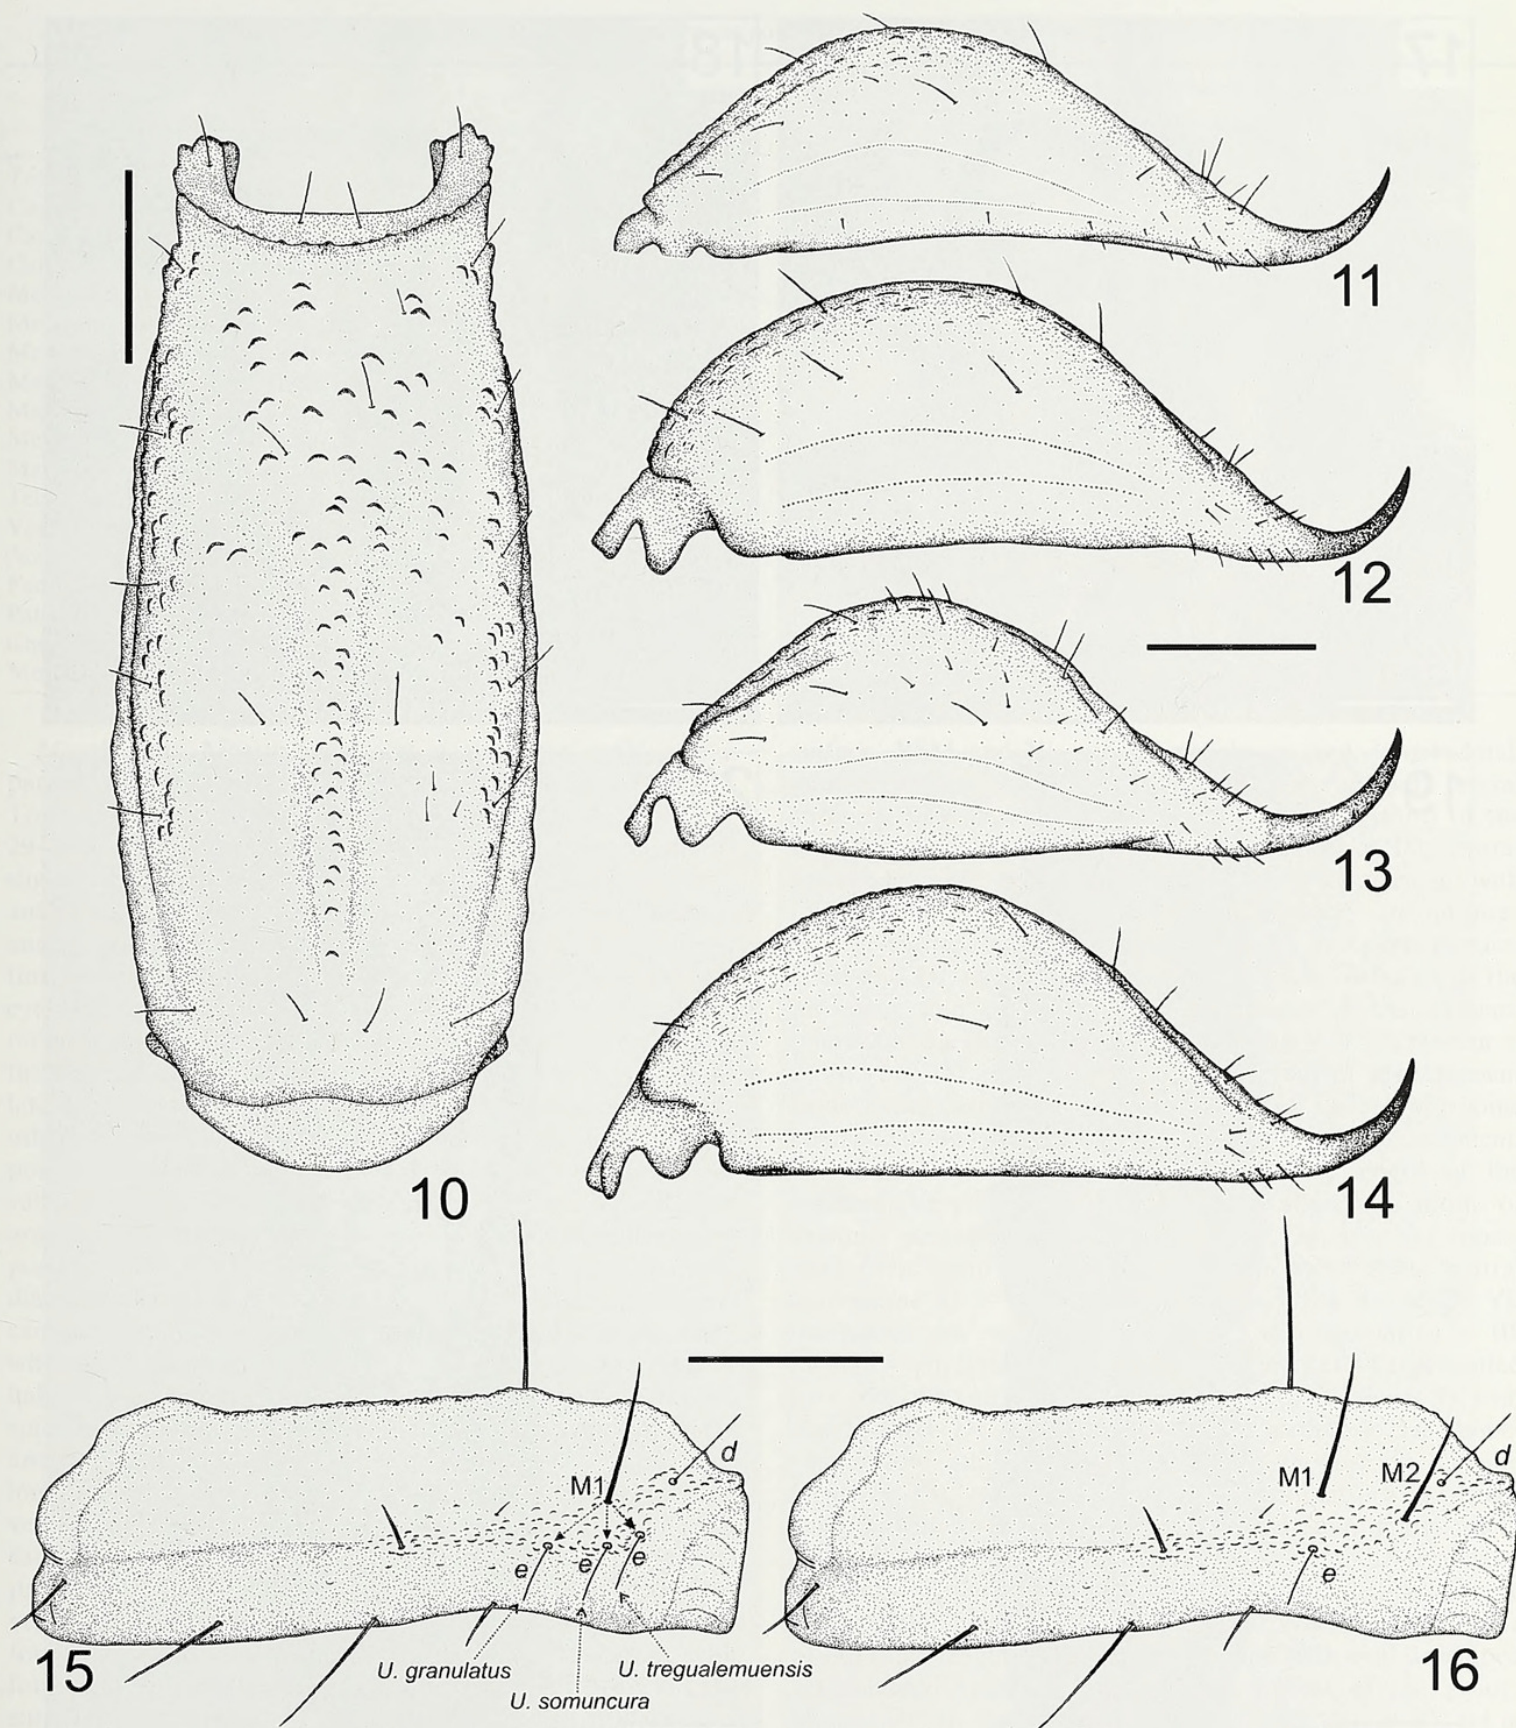 11
12
13
10
14
M1
d
e
e
e
M1
M2
d
e
15
U. granulatus
U. tregualemuensis
U. somuncura
16